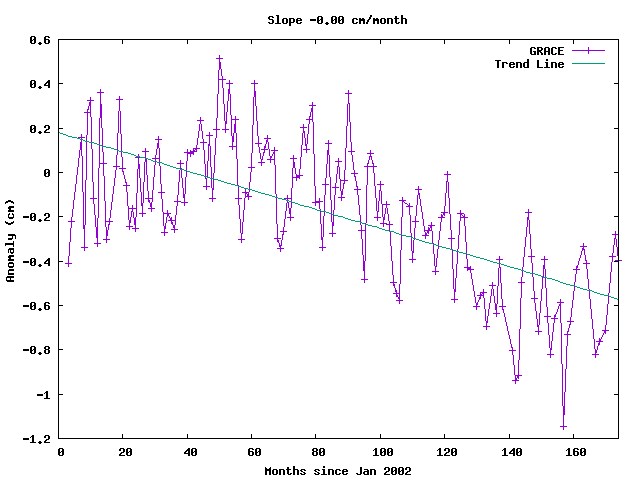 Slope -0.00 cm/month
GRACE
Trend Line
0.6
0.4
0.2
0
-0.2
-0.4
-0.6
-0.8
-1
-1.2
Anomaly (cm)
0 20 40 60 80 100 120 140 160
Months since Jan 2002